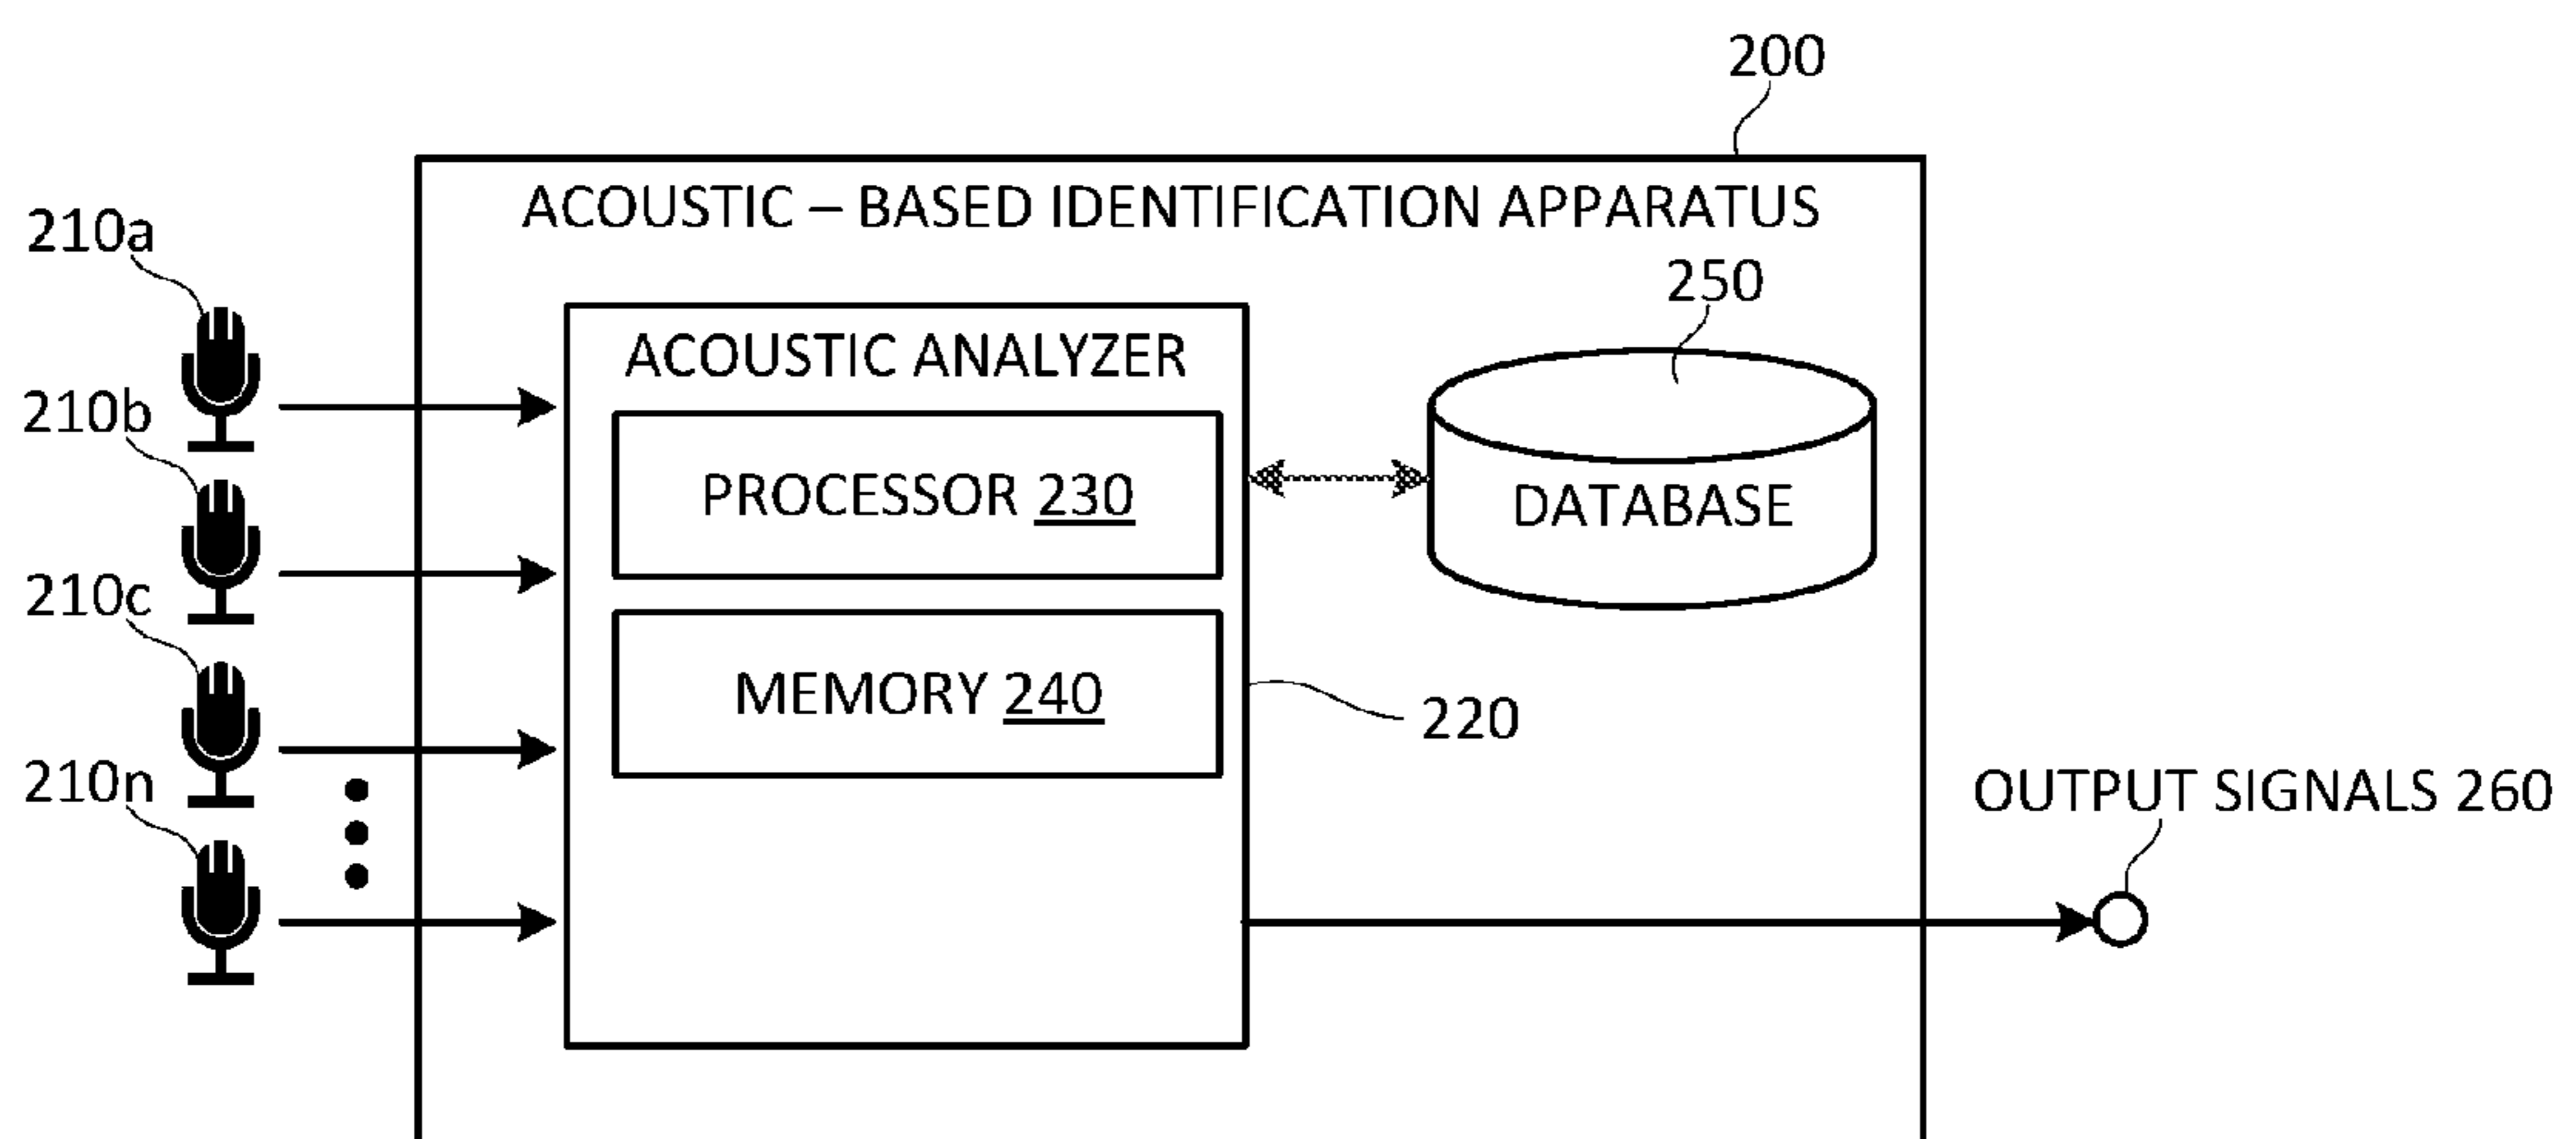 200
ACOUSTIC – BASED IDENTIFICATION APPARATUS
210a
250
ACOUSTIC ANALYZER
210b
PROCESSOR 230
DATABASE
210c
MEMORY 240
220
210n
OUTPUT SIGNALS 260